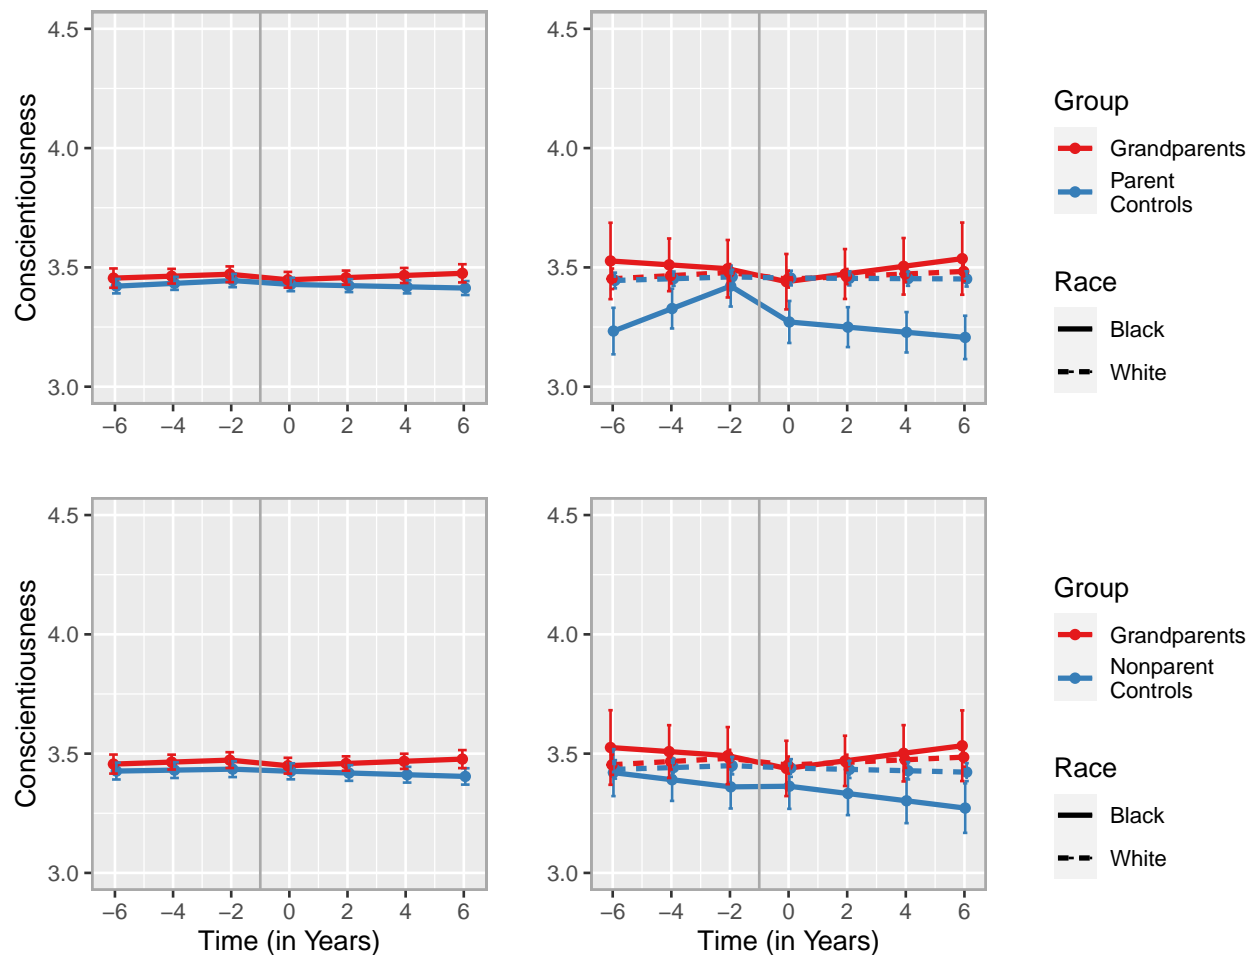 4.5
4.0
3.5
3.0
Conscientiousness
−6 −4 −2 0 2 4 6
4.5
4.0
3.5
3.0
−6 −4 −2 0 2 4 6
Group
Grandparents
Parent
Controls
Race
Black
White
4.5
4.0
3.5
3.0
Conscientiousness
−6 −4 −2 0 2 4 6
Time (in Years)
4.5
4.0
3.5
3.0
−6 −4 −2 0 2 4 6
Time (in Years)
Group
Grandparents
Nonparent
Controls
Race
Black
White